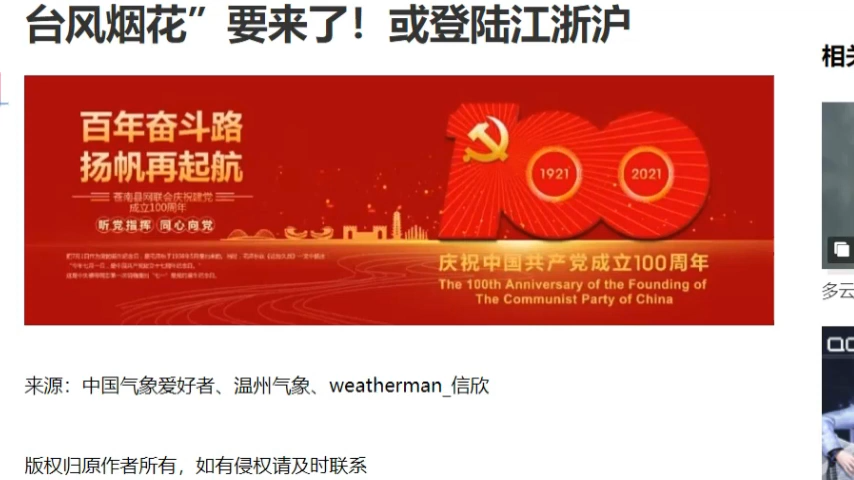 台风烟花”要来了！或登陆江浙沪
相关
百年奋斗路
扬帆再起航
苍南县网联会庆祝建党
成立100周年
听党指挥 同心向党
1921
2021
庆祝中国共产党成立100周年
The 100th Anniversary of the Founding of
The Communist Party of China
多云
来源：中国气象爱好者、温州气象、weatherman_信欣
版权归原作者所有，如有侵权请及时联系